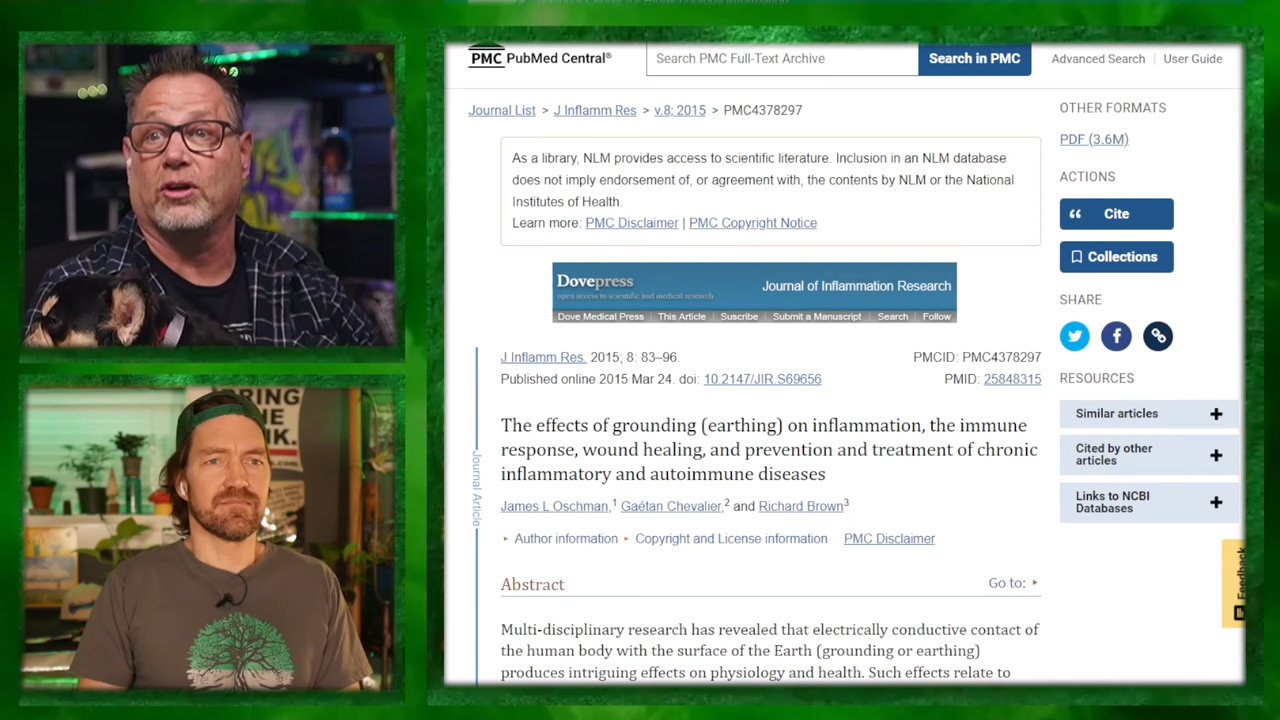 PMC PubMed Central®
Search PMC Full-Text Archive
Search in PMC
Advanced Search | User Guide
Journal List > J Inflamm Res > v.8; 2015 > PMC4378297
As a library, NLM provides access to scientific literature. Inclusion in an NLM database
does not imply endorsement of, or agreement with, the contents by NLM or the National
Institutes of Health.
Learn more: PMC Disclaimer | PMC Copyright Notice
Dovepress
open access to scientific and medical research
Journal of Inflammation Research
Dove Medical Press | This Article | Suscribe | Submit a Manuscript | Search | Follow
J Inflamm Res. 2015; 8: 83–96.
PMCID: PMC4378297
Published online 2015 Mar 24. doi: 10.2147/JIR.S69656
PMID: 25848315
Journal Article
The effects of grounding (earthing) on inflammation, the immune
response, wound healing, and prevention and treatment of chronic
inflammatory and autoimmune diseases
James L Oschman,1 Gaétan Chevalier,2 and Richard Brown3
▸ Author information ▸ Copyright and License information PMC Disclaimer
Abstract
Go to: ▸
Multi-disciplinary research has revealed that electrically conductive contact of
the human body with the surface of the Earth (grounding or earthing)
produces intriguing effects on physiology and health. Such effects relate to
OTHER FORMATS
PDF (3.6M)
ACTIONS
Cite
Collections
SHARE
RESOURCES
Similar articles
Cited by other
articles
Links to NCBI
Databases
Feedback